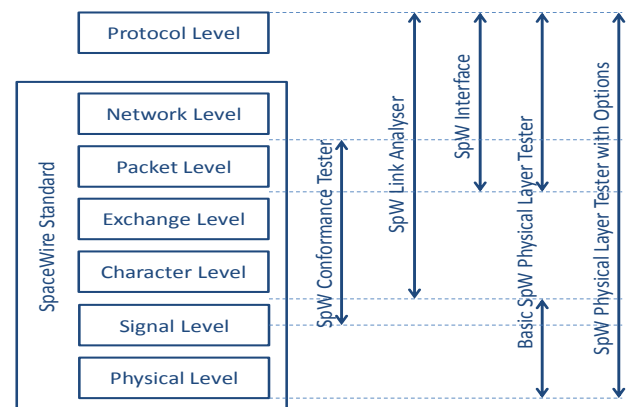 Protocol Level
SpaceWire Standard
Network Level
Packet Level
Exchange Level
Character Level
Signal Level
Physical Level
SpW Conformance Tester
SpW Link Analyser
SpW Interface
Basic SpW Physical Layer Tester
SpW Physical Layer Tester with Options